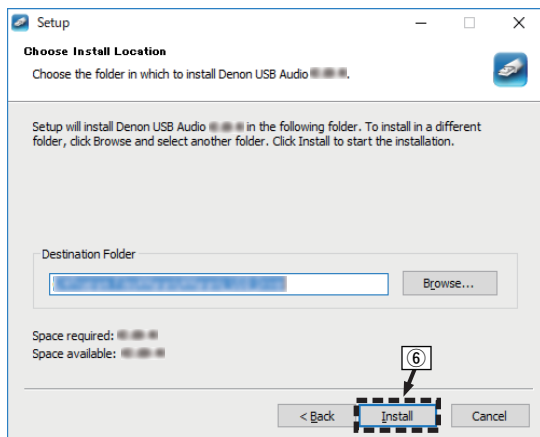 Setup
Choose Install Location
Choose the folder in which to install Denon USB Audio
Setup will install Denon USB Audio in the following folder. To install in a different
folder, click Browse and select another folder. Click Install to start the installation.
Destination Folder
Browse...
Space required:
Space available:
⑥
< Back Install Cancel